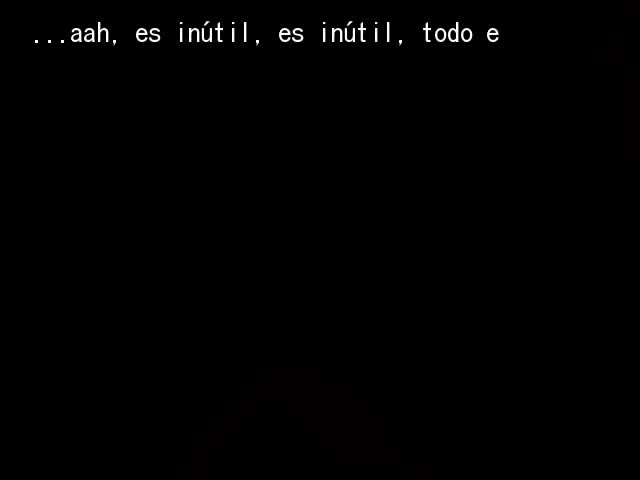 ...aah, es inútil, es inútil, todo e